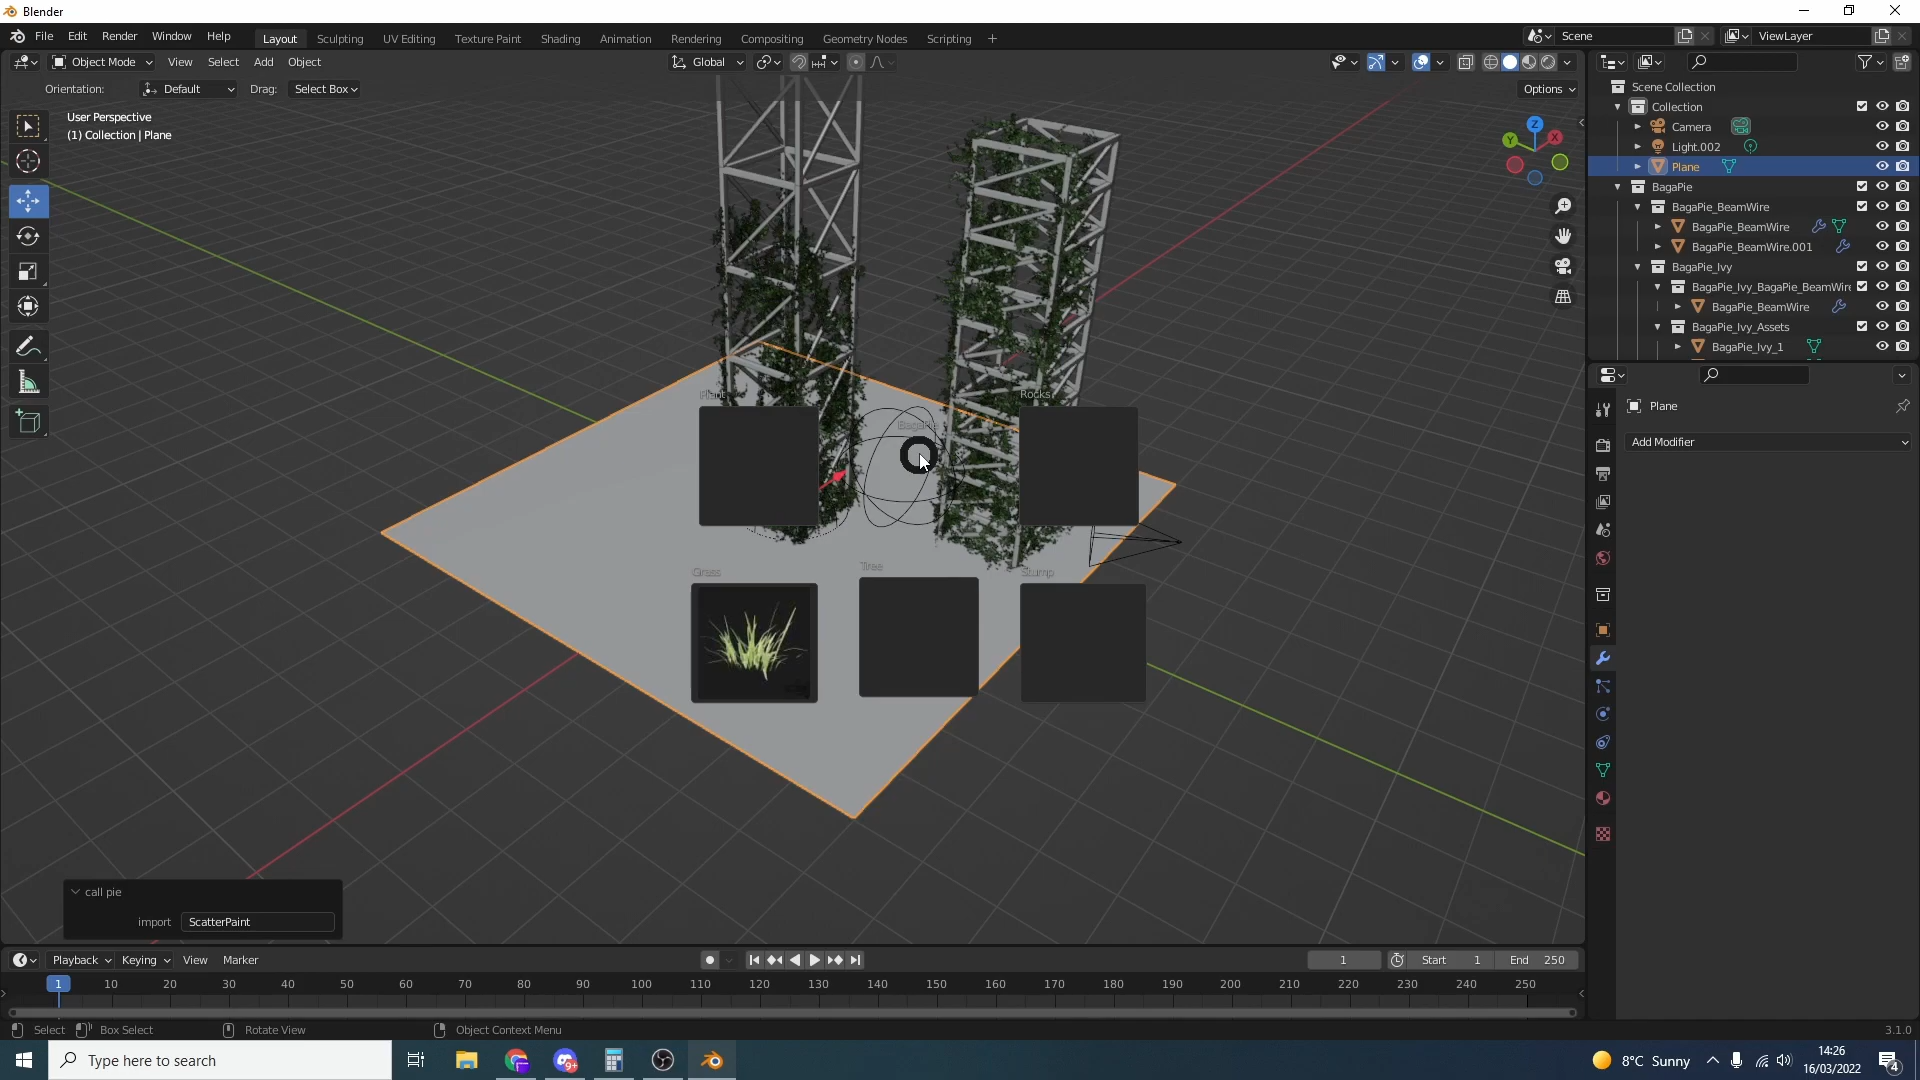 Blender
File Edit Render Window Help
Layout Sculpting UV Editing Texture Paint Shading Animation Rendering Compositing Geometry Nodes Scripting +
Scene
ViewLayer
Object Mode View Select Add Object
Global
Orientation: Default Drag: Select Box
Options
User Perspective
(1) Collection | Plane
Z
Y
X
Scene Collection
Collection
Camera
Light.002
Plane
BagaPie
BagaPie_BeamWire
BagaPie_BeamWire
BagaPie_BeamWire.001
BagaPie_Ivy
BagaPie_Ivy_BagaPie_BeamWire
BagaPie_BeamWire
BagaPie_Ivy_Assets
BagaPie_Ivy_1
Plane
Add Modifier
Plant
Rocks
BagaPie
Grass
Tree
Stump
call pie
import ScatterPaint
Playback Keying View Marker
1
Start 1
End 250
1 10 20 30 40 50 60 70 80 90 100 110 120 130 140 150 160 170 180 190 200 210 220 230 240 250
Select Box Select Rotate View Object Context Menu
3.1.0
Type here to search
9+
8°C Sunny
14:26
16/03/2022
4